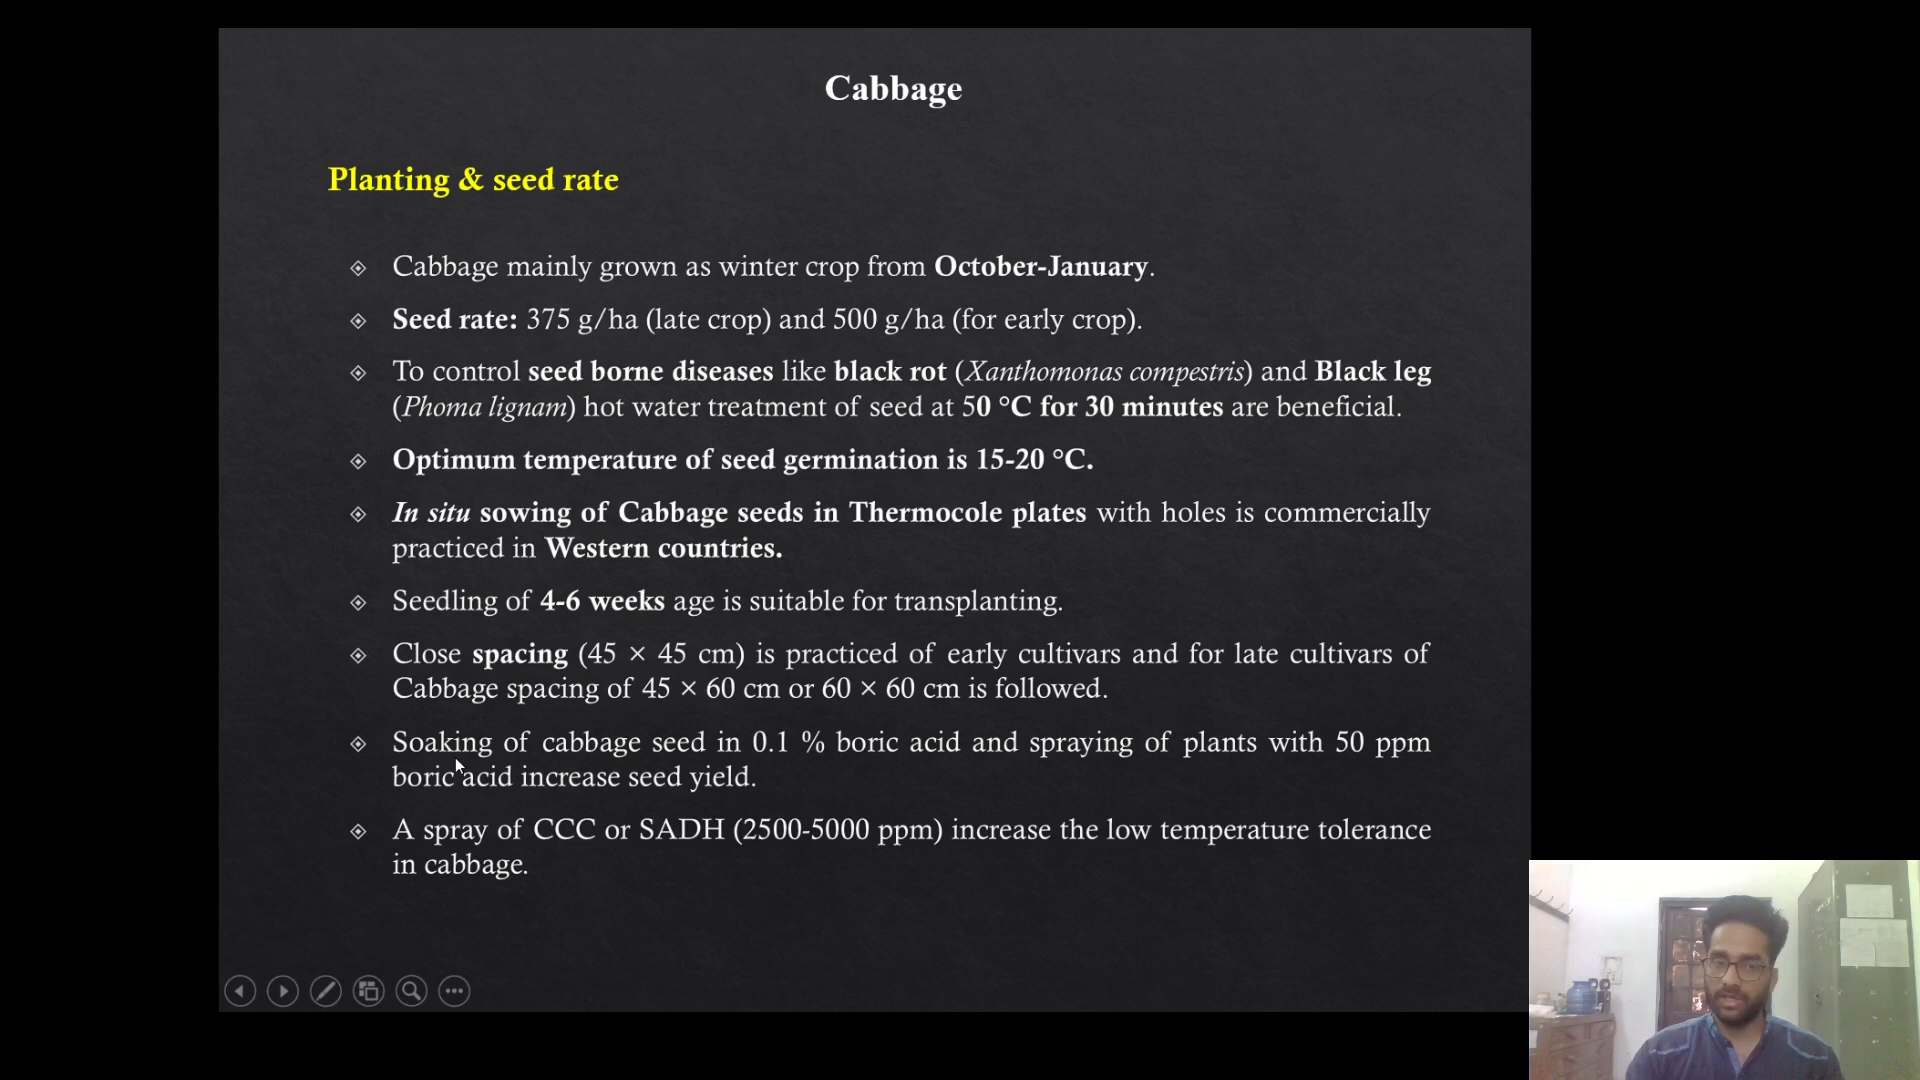 Cabbage
Planting & seed rate
Cabbage mainly grown as winter crop from October-January.
Seed rate: 375 g/ha (late crop) and 500 g/ha (for early crop).
To control seed borne diseases like black rot (Xanthomonas compestris) and Black leg
(Phoma lignam) hot water treatment of seed at 50 °C for 30 minutes are beneficial.
Optimum temperature of seed germination is 15-20 °C.
In situ sowing of Cabbage seeds in Thermocole plates with holes is commercially
practiced in Western countries.
Seedling of 4-6 weeks age is suitable for transplanting.
Close spacing (45 × 45 cm) is practiced of early cultivars and for late cultivars of
Cabbage spacing of 45 × 60 cm or 60 × 60 cm is followed.
Soaking of cabbage seed in 0.1 % boric acid and spraying of plants with 50 ppm
boric acid increase seed yield.
A spray of CCC or SADH (2500-5000 ppm) increase the low temperature tolerance
in cabbage.